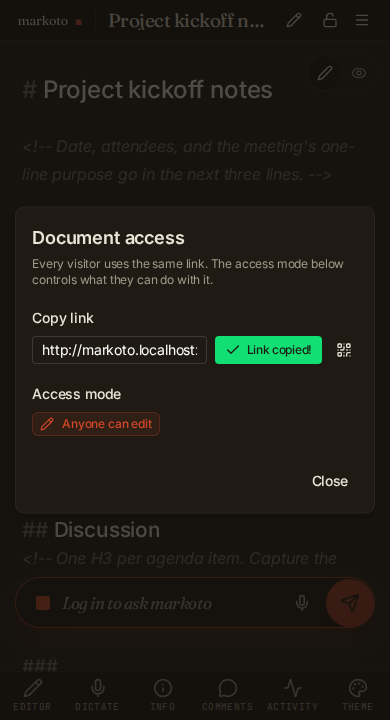 markoto
Project kickoff n...
# Project kickoff notes
<!-- Date, attendees, and the meeting's one-
line purpose go in the next three lines. -->
Document access
Every visitor uses the same link. The access mode below
controls what they can do with it.
Copy link
http://markoto.localhost:
Link copied!
Access mode
Anyone can edit
Close
## Discussion
<!-- One H3 per agenda item. Capture the
Log in to ask markoto
###
EDITOR DICTATE INFO COMMENTS ACTIVITY THEME